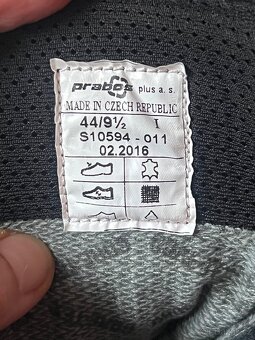 prabos plus a. s.
MADE IN CZECH REPUBLIC
44/9½ I
S10594 - 011
02.2016